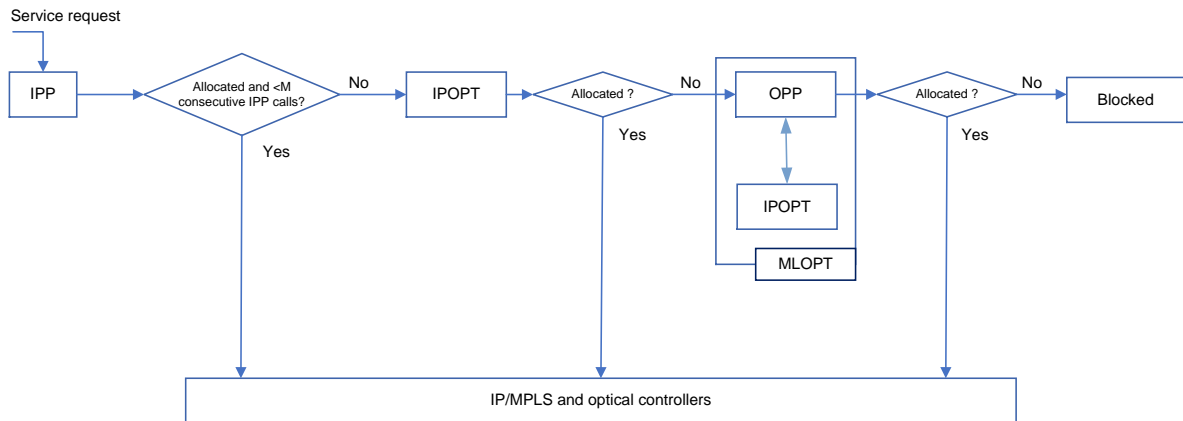 Service request
IPP
Allocated and <M
consecutive IPP calls?
No
IPOPT
Allocated ?
No
OPP
Allocated ?
No
Blocked
Yes
Yes
Yes
IPOPT
MLOPT
IP/MPLS and optical controllers